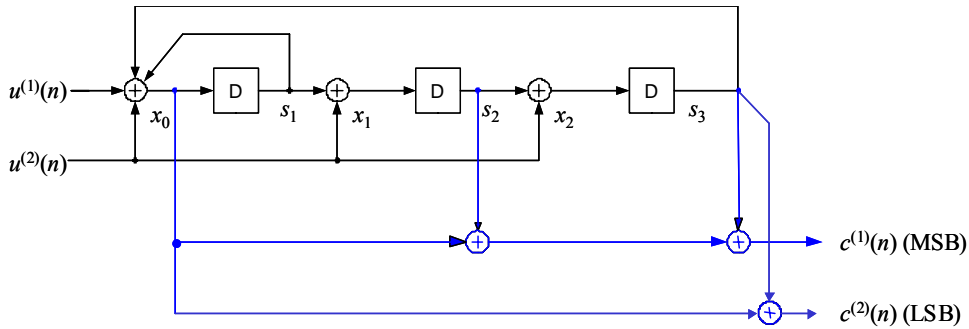 u⁽¹⁾(n)
D
D
D
x₀
s₁
x₁
s₂
x₂
s₃
u⁽²⁾(n)
c⁽¹⁾(n) (MSB)
c⁽²⁾(n) (LSB)